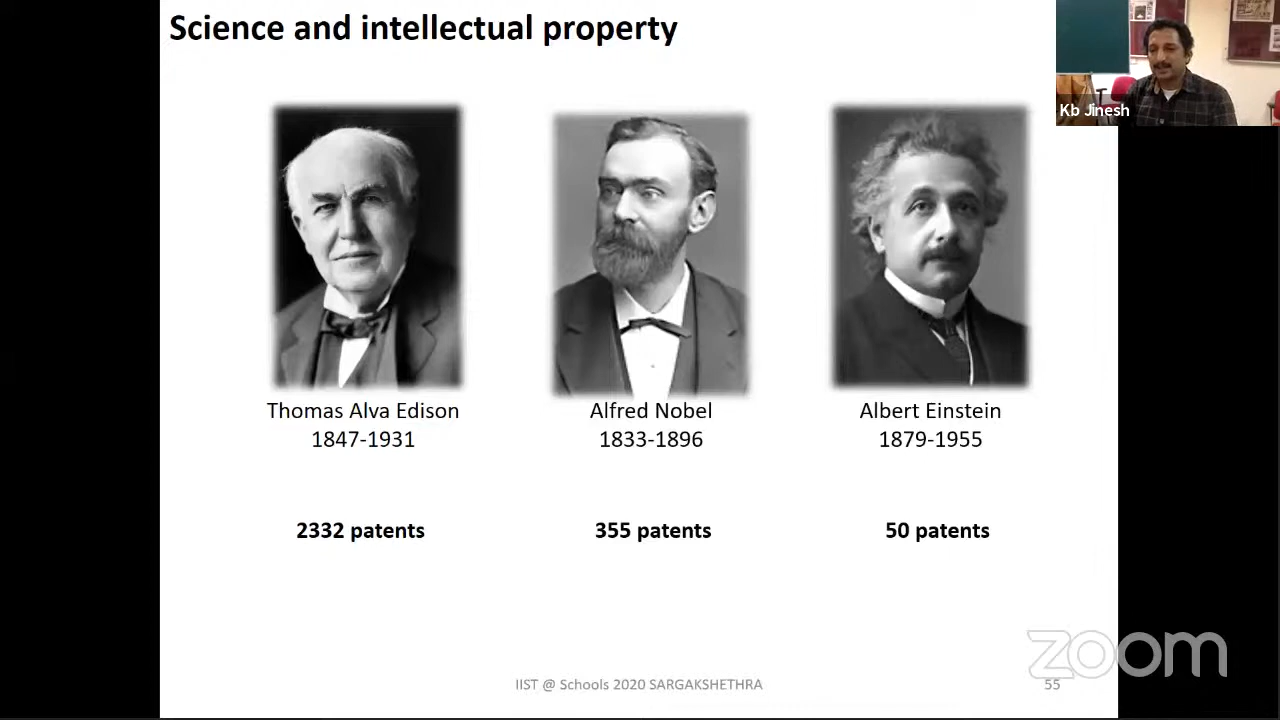 Science and intellectual property
Kb Jinesh
Thomas Alva Edison
1847-1931
2332 patents
Alfred Nobel
1833-1896
355 patents
Albert Einstein
1879-1955
50 patents
zoom
IIST @ Schools 2020 SARGAKSHETHRA
55